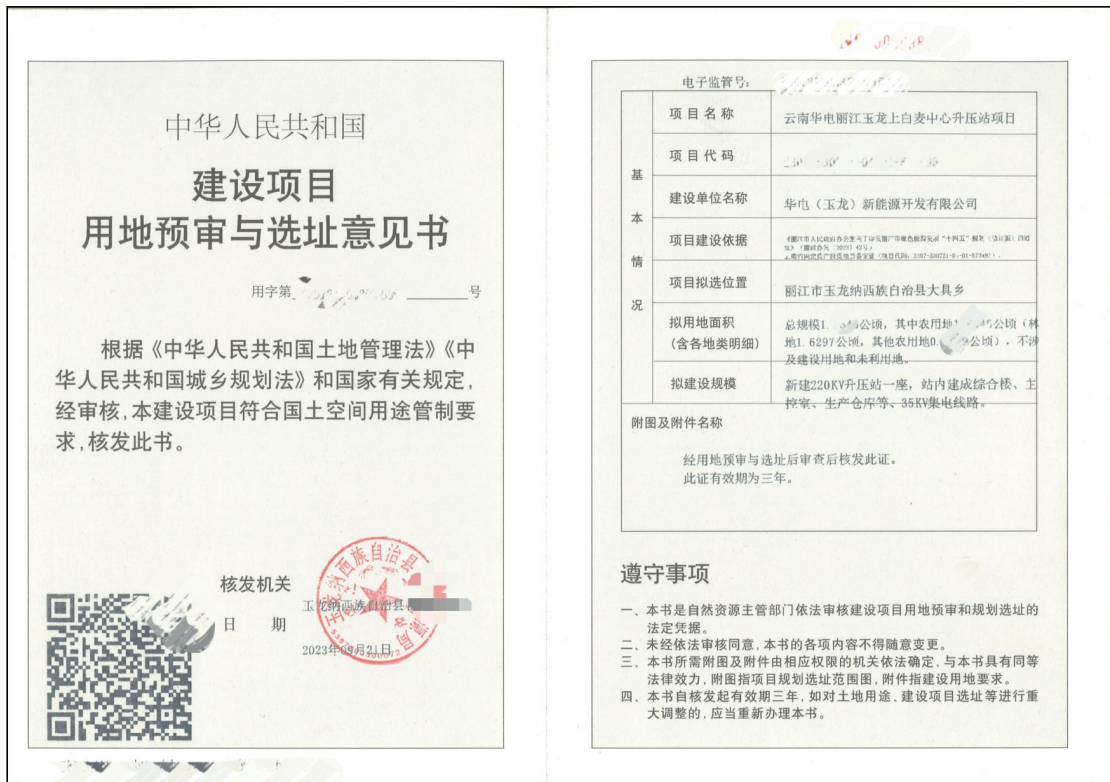 中华人民共和国
建设项目
用地预审与选址意见书
用字第 号
根据《中华人民共和国土地管理法》《中
华人民共和国城乡规划法》和国家有关规定,
经审核,本建设项目符合国土空间用途管制要
求,核发此书。
核发机关
玉龙纳西族自治县
日 期
2023年09月21日
电子监管号:
基本情况
项目名称
云南华电丽江玉龙上白麦中心升压站项目
项目代码
建设单位名称
华电（玉龙）新能源开发有限公司
项目建设依据
项目拟选位置
丽江市玉龙纳西族自治县大具乡
拟用地面积
(含各地类明细)
总规模1. 公顷，其中农用地 公顷（林
地1.6297公顷，其他农用地0. 公顷），不涉
及建设用地和未利用地。
拟建设规模
新建220KV升压站一座，站内建成综合楼、主
控室、生产仓库等、35KV集电线路。
附图及附件名称
经用地预审与选址后审查后核发此证。
此证有效期为三年。
遵守事项
一、本书是自然资源主管部门依法审核建设项目用地预审和规划选址的
法定凭据。
二、未经依法审核同意,本书的各项内容不得随意变更。
三、本书所需附图及附件由相应权限的机关依法确定,与本书具有同等
法律效力,附图指项目规划选址范围图,附件指建设用地要求。
四、本书自核发起有效期三年,如对土地用途、建设项目选址等进行重
大调整的,应当重新办理本书。